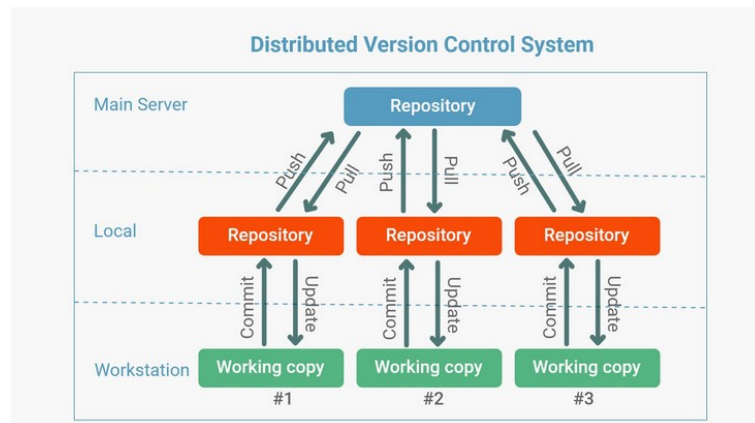 Distributed Version Control System
Main Server
Repository
Push
Pull
Push
Pull
Push
Pull
Local
Repository
Repository
Repository
Commit
Update
Commit
Update
Commit
Update
Workstation
Working copy
Working copy
Working copy
#1
#2
#3